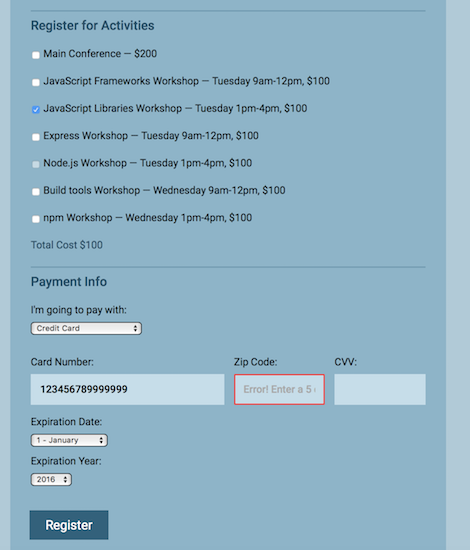 Register for Activities
Main Conference — $200
JavaScript Frameworks Workshop — Tuesday 9am-12pm, $100
JavaScript Libraries Workshop — Tuesday 1pm-4pm, $100
Express Workshop — Tuesday 9am-12pm, $100
Node.js Workshop — Tuesday 1pm-4pm, $100
Build tools Workshop — Wednesday 9am-12pm, $100
npm Workshop — Wednesday 1pm-4pm, $100
Total Cost $100
Payment Info
I'm going to pay with:
Credit Card
Card Number: Zip Code: CVV:
123456789999999 Error! Enter a 5
Expiration Date:
1 - January
Expiration Year:
2016
Register